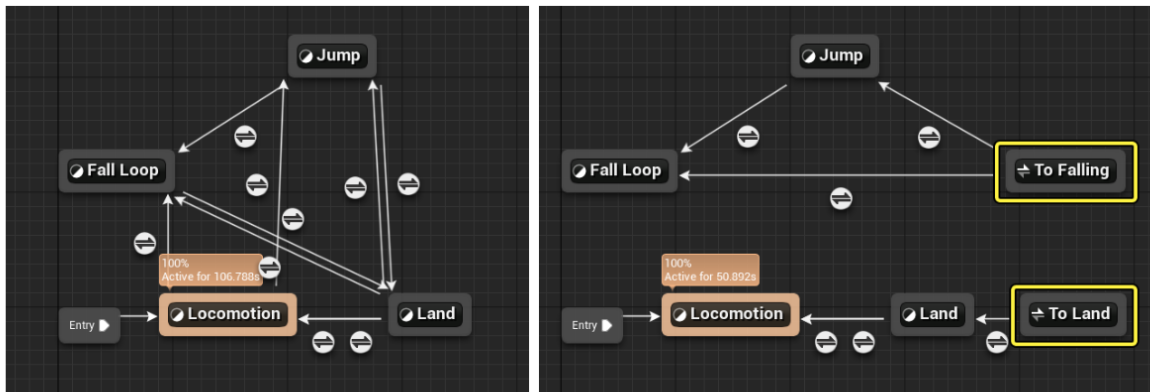 Jump
Fall Loop
100%
Active for 106.788s
Entry
Locomotion
Land
Jump
Fall Loop
To Falling
100%
Active for 50.892s
Entry
Locomotion
Land
To Land